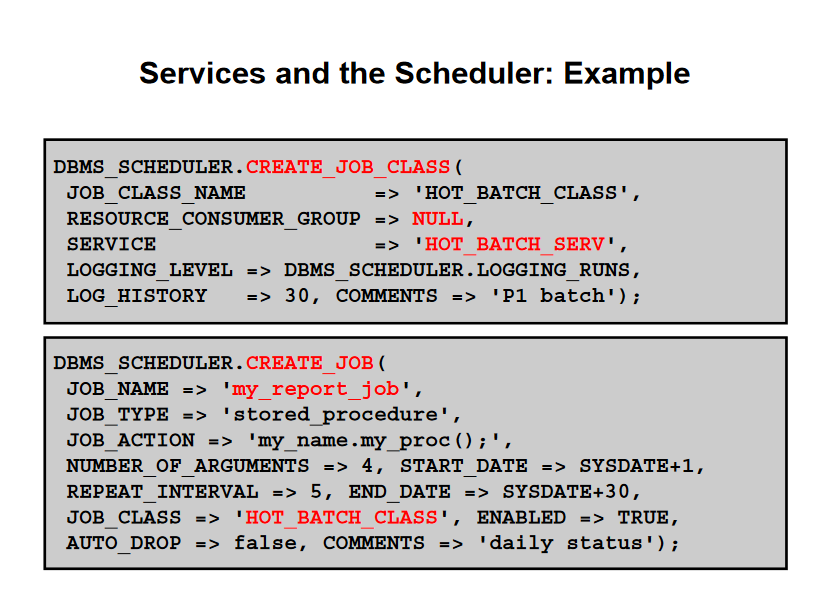 Services and the Scheduler: Example
DBMS_SCHEDULER.CREATE_JOB_CLASS(
JOB_CLASS_NAME => 'HOT_BATCH_CLASS',
RESOURCE_CONSUMER_GROUP => NULL,
SERVICE => 'HOT_BATCH_SERV',
LOGGING_LEVEL => DBMS_SCHEDULER.LOGGING_RUNS,
LOG_HISTORY => 30, COMMENTS => 'P1 batch');
DBMS_SCHEDULER.CREATE_JOB(
JOB_NAME => 'my_report_job',
JOB_TYPE => 'stored_procedure',
JOB_ACTION => 'my_name.my_proc();',
NUMBER_OF_ARGUMENTS => 4, START_DATE => SYSDATE+1,
REPEAT_INTERVAL => 5, END_DATE => SYSDATE+30,
JOB_CLASS => 'HOT_BATCH_CLASS', ENABLED => TRUE,
AUTO_DROP => false, COMMENTS => 'daily status');